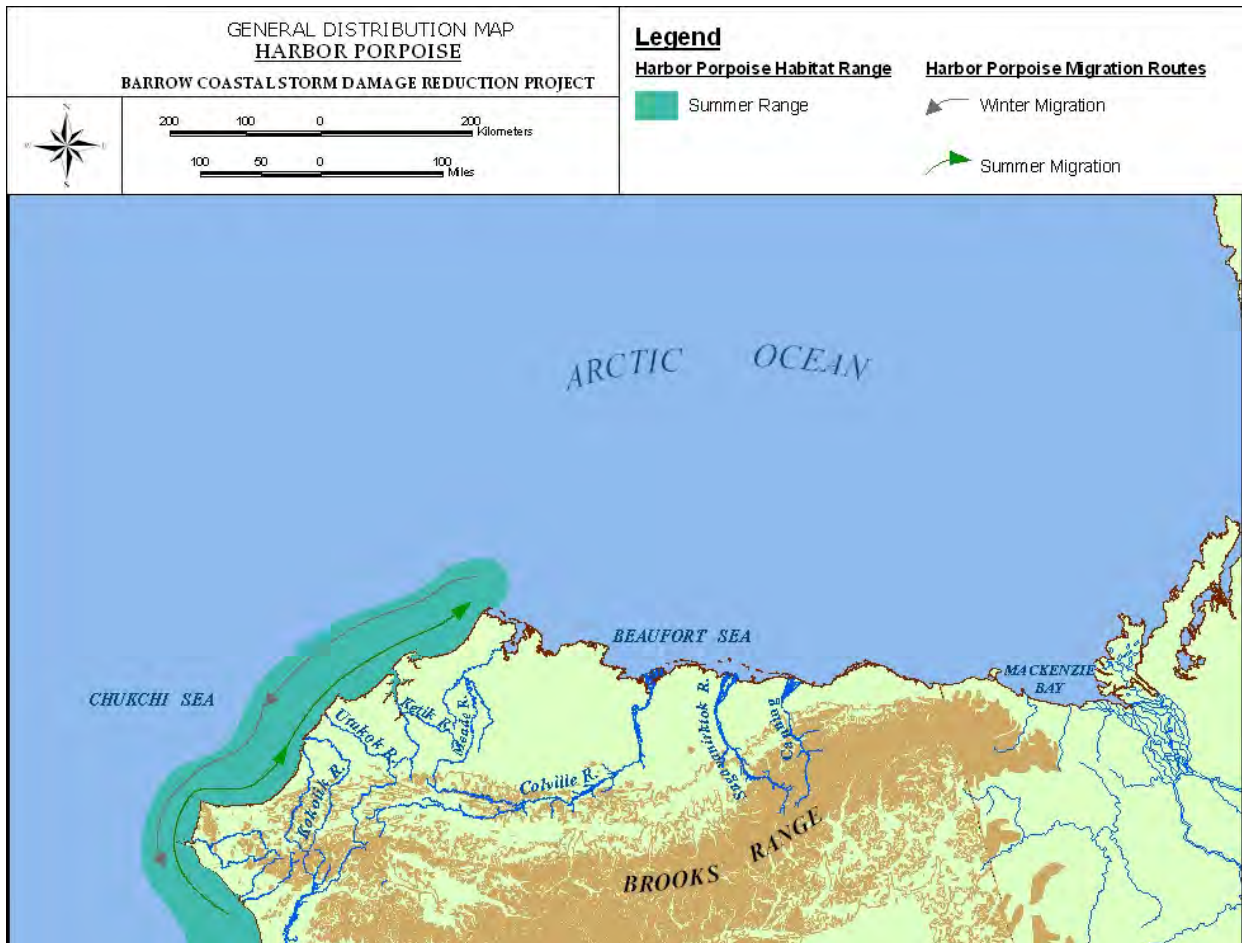 GENERAL DISTRIBUTION MAP
HARBOR PORPOISE
BARROW COASTAL STORM DAMAGE REDUCTION PROJECT
N
W
E
S
200 100 0 200
Kilometers
100 50 0 100
Miles
Legend
Harbor Porpoise Habitat Range
Summer Range
Harbor Porpoise Migration Routes
Winter Migration
Summer Migration
ARCTIC OCEAN
BEAUFORT SEA
MACKENZIE
BAY
CHUKCHI SEA
Utukok R.
Ketik R.
Meade R.
Kokolik R.
Colville R.
Sagavanirktok R.
Canning
BROOKS RANGE